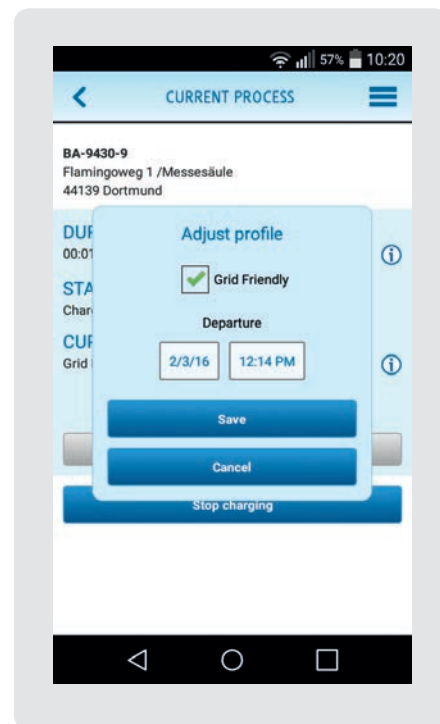 57% 10:20
CURRENT PROCESS
BA-9430-9
Flamingoweg 1 /Messesäule
44139 Dortmund
DUR
00:01
STA
Char
CUR
Grid
Adjust profile
Grid Friendly
Departure
2/3/16 12:14 PM
Save
Cancel
Stop charging